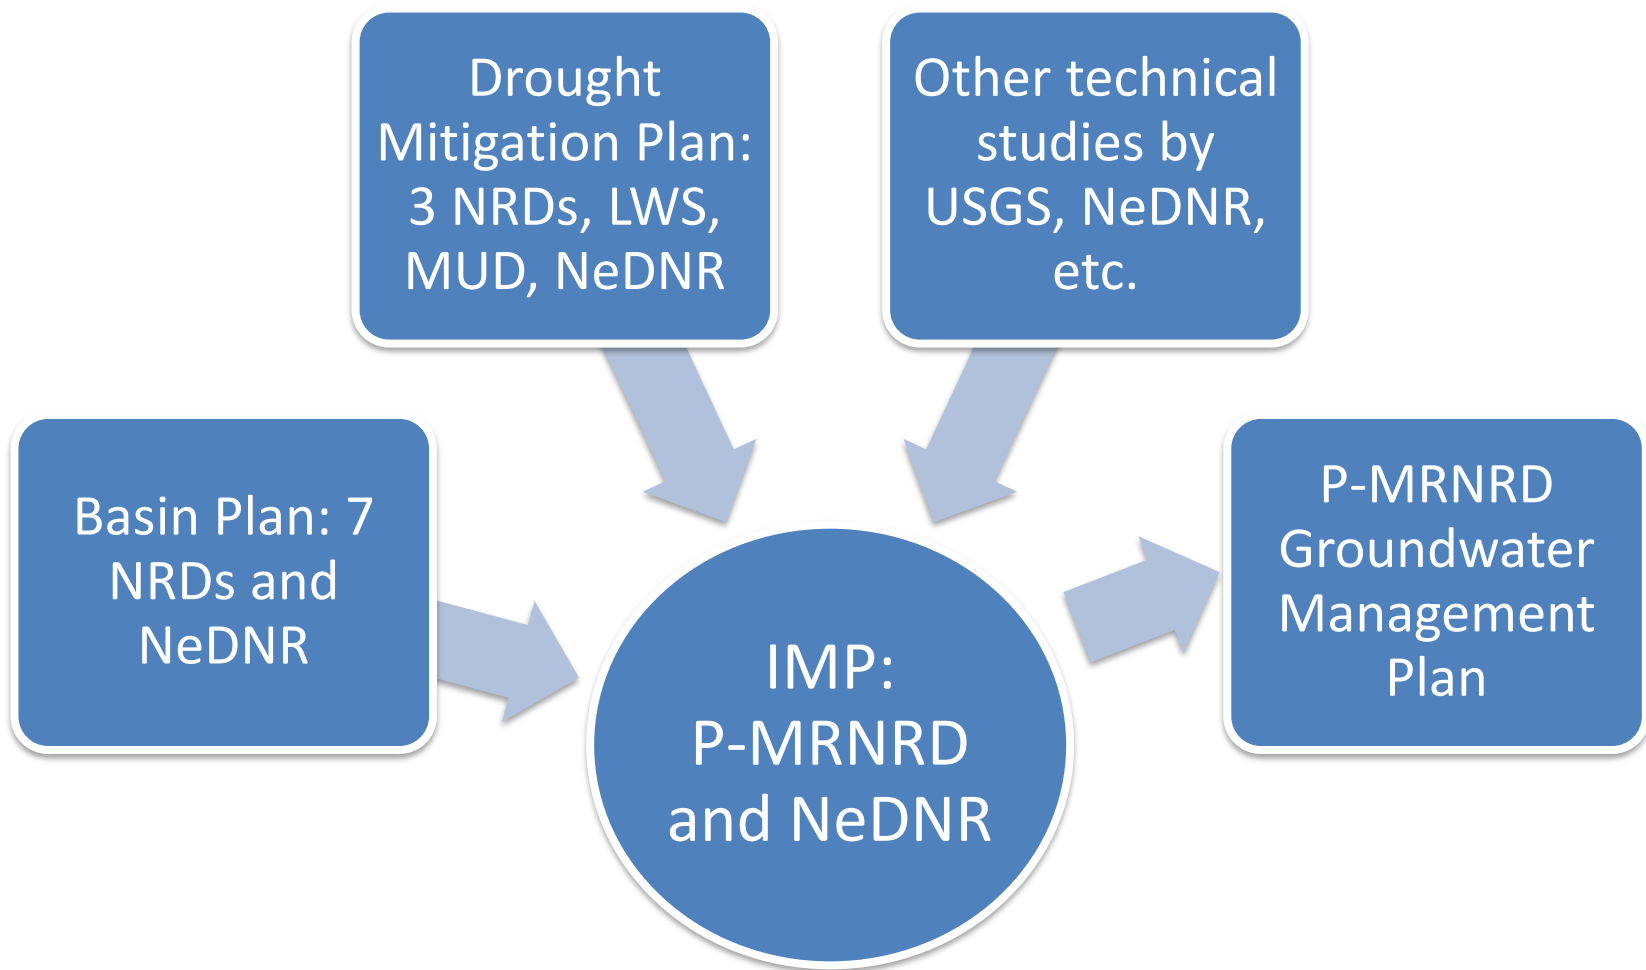 Drought
Mitigation Plan:
3 NRDs, LWS,
MUD, NeDNR
Other technical
studies by
USGS, NeDNR,
etc.
Basin Plan: 7
NRDs and
NeDNR
P-MRNRD
Groundwater
Management
Plan
IMP:
P-MRNRD
and NeDNR